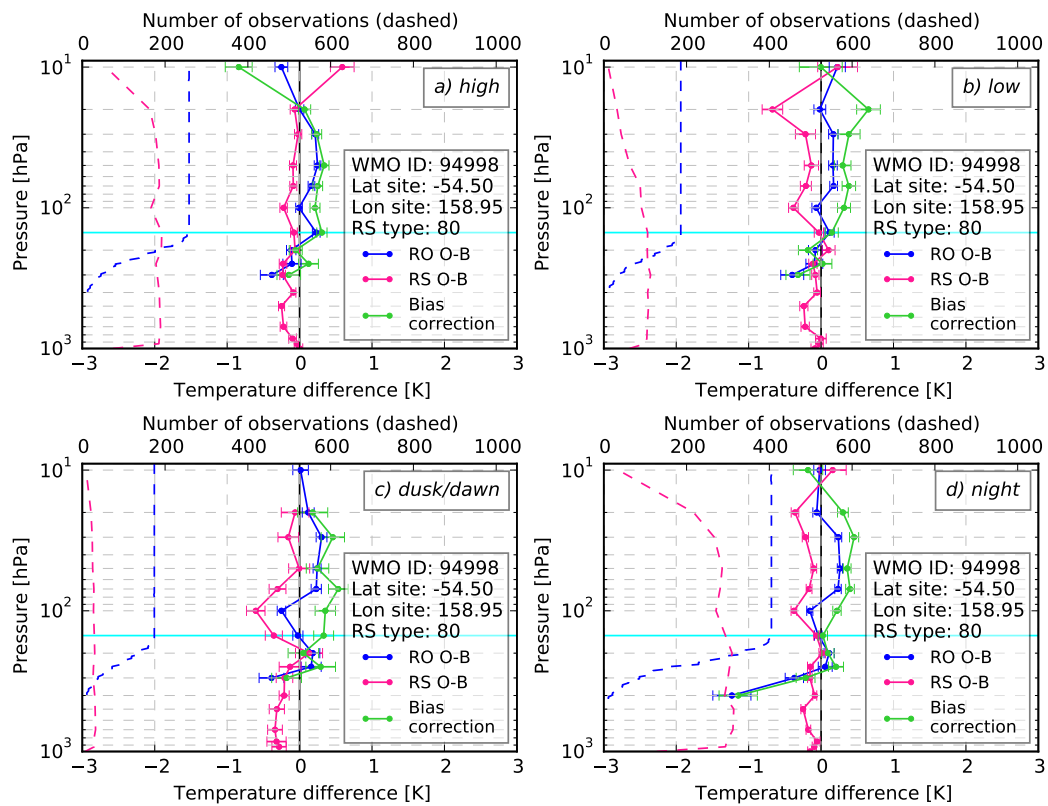 Number of observations (dashed)
0 200 400 600 800 1000
Pressure [hPa]
10¹
10²
10³
a) high
WMO ID: 94998
Lat site: -54.50
Lon site: 158.95
RS type: 80
RO O-B
RS O-B
Bias
correction
−3 −2 −1 0 1 2 3
Temperature difference [K]
Number of observations (dashed)
0 200 400 600 800 1000
Pressure [hPa]
10¹
10²
10³
b) low
WMO ID: 94998
Lat site: -54.50
Lon site: 158.95
RS type: 80
RO O-B
RS O-B
Bias
correction
−3 −2 −1 0 1 2 3
Temperature difference [K]
Number of observations (dashed)
0 200 400 600 800 1000
Pressure [hPa]
10¹
10²
10³
c) dusk/dawn
WMO ID: 94998
Lat site: -54.50
Lon site: 158.95
RS type: 80
RO O-B
RS O-B
Bias
correction
−3 −2 −1 0 1 2 3
Temperature difference [K]
Number of observations (dashed)
0 200 400 600 800 1000
Pressure [hPa]
10¹
10²
10³
d) night
WMO ID: 94998
Lat site: -54.50
Lon site: 158.95
RS type: 80
RO O-B
RS O-B
Bias
correction
−3 −2 −1 0 1 2 3
Temperature difference [K]